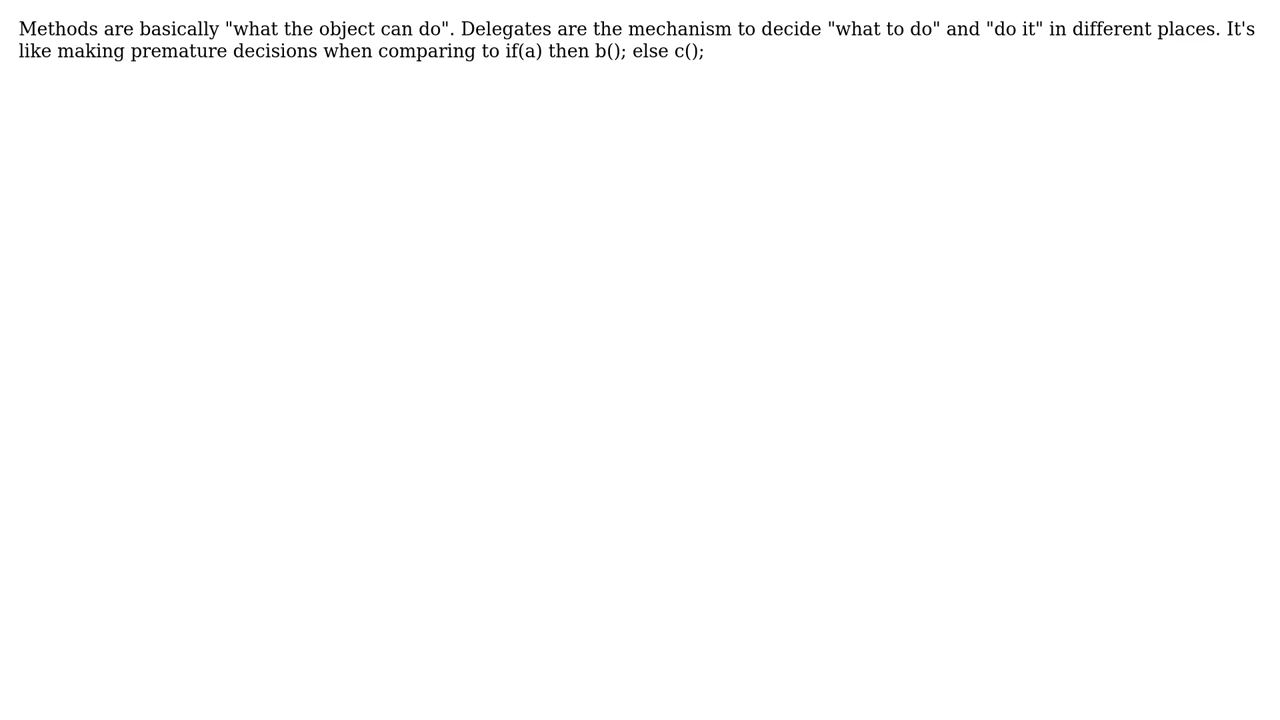 Methods are basically "what the object can do". Delegates are the mechanism to decide "what to do" and "do it" in different places. It's
like making premature decisions when comparing to if(a) then b(); else c();